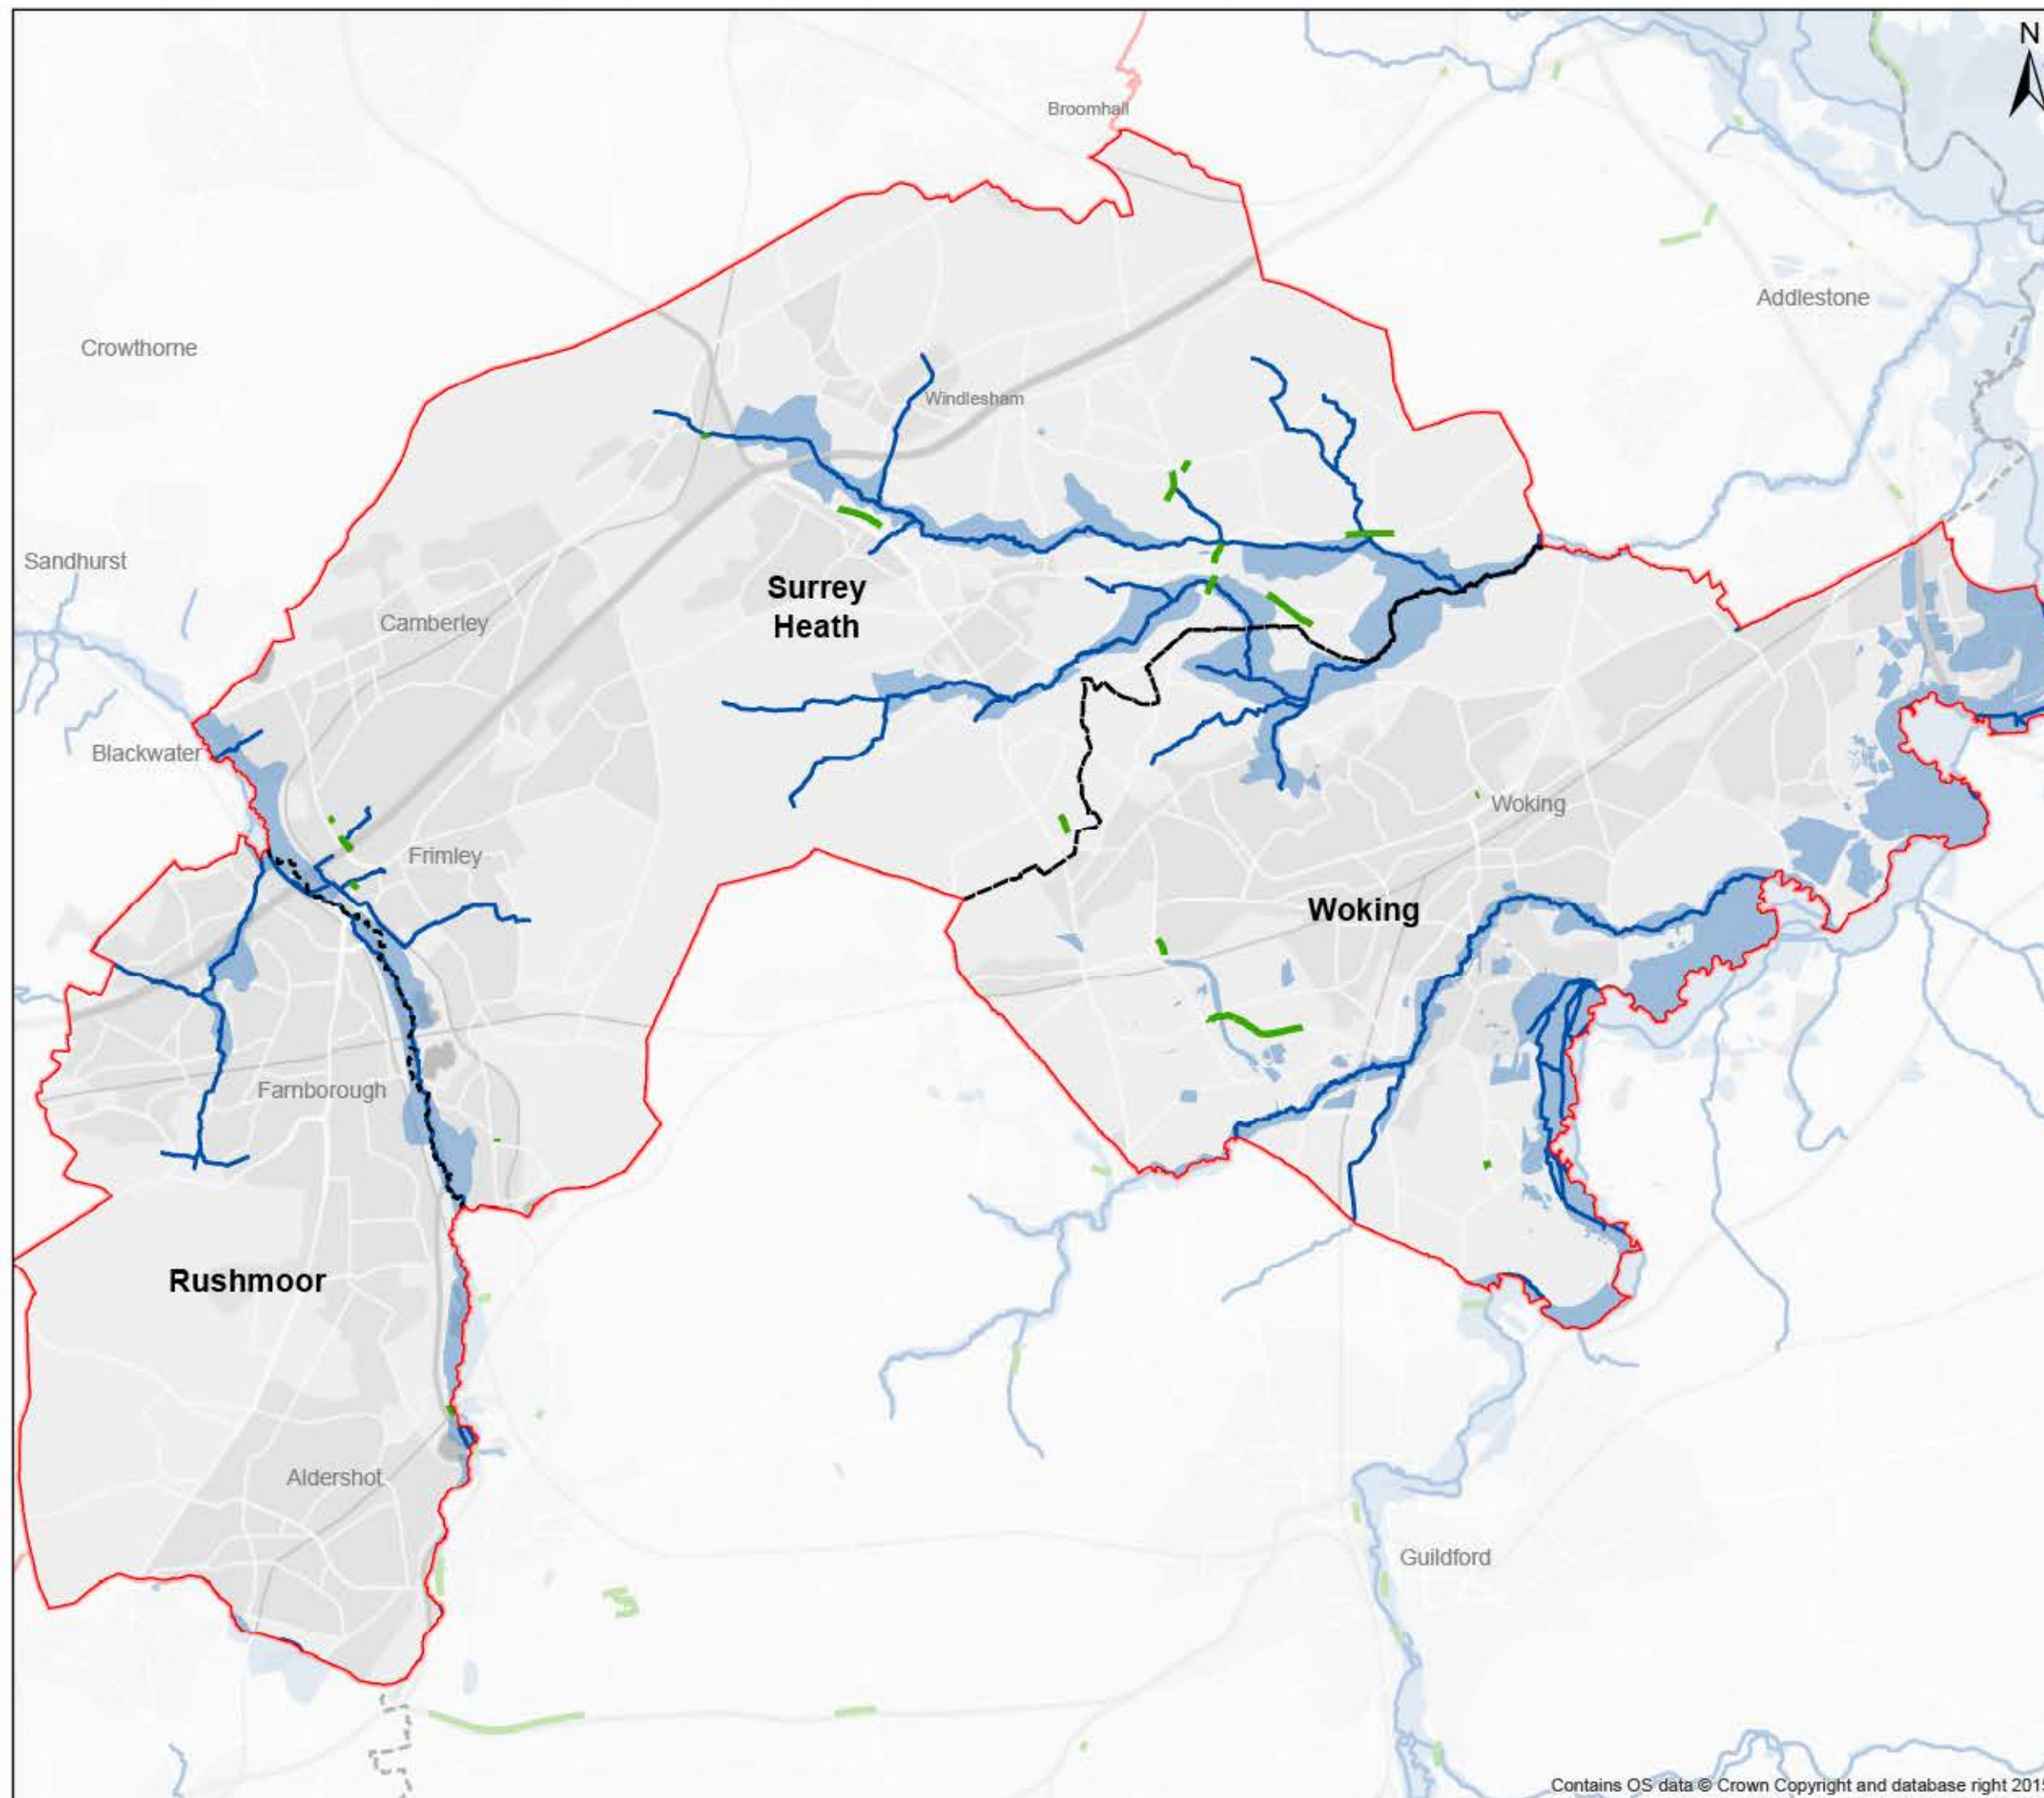 N
Broomhall
Addlestone
Crowthorne
Windlesham
Sandhurst
Surrey
Heath
Camberley
Blackwater
Woking
Frimley
Woking
Farnborough
Rushmoor
Aldershot
Guildford
Contains OS data © Crown Copyright and database right 2015